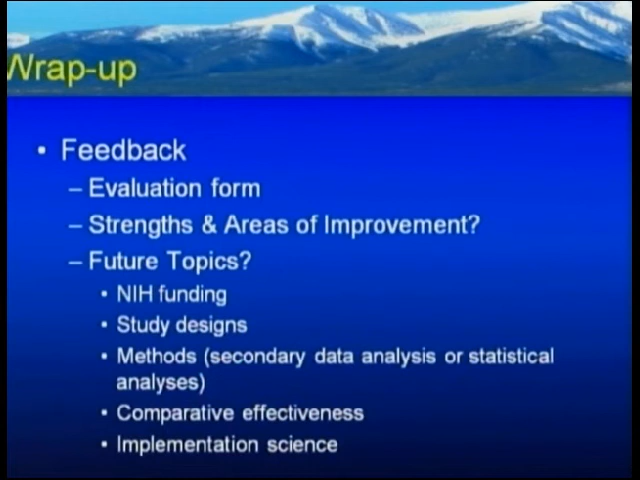 Wrap-up
• Feedback
– Evaluation form
– Strengths & Areas of Improvement?
– Future Topics?
• NIH funding
• Study designs
• Methods (secondary data analysis or statistical
analyses)
• Comparative effectiveness
• Implementation science